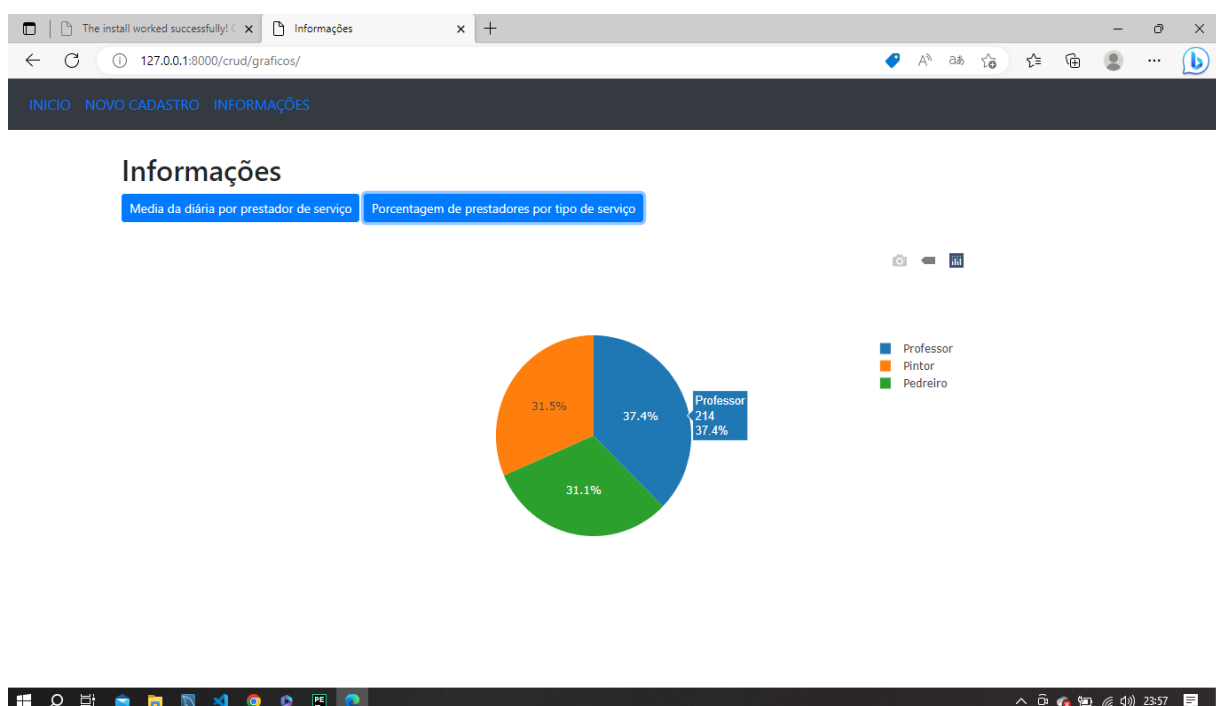 The install worked successfully! C
Informações
127.0.0.1:8000/crud/graficos/
INICIO NOVO CADASTRO INFORMAÇÕES
Informações
Media da diária por prestador de serviço
Porcentagem de prestadores por tipo de serviço
Professor
Pintor
Pedreiro
31.5%
37.4%
Professor
214
37.4%
31.1%
23:57